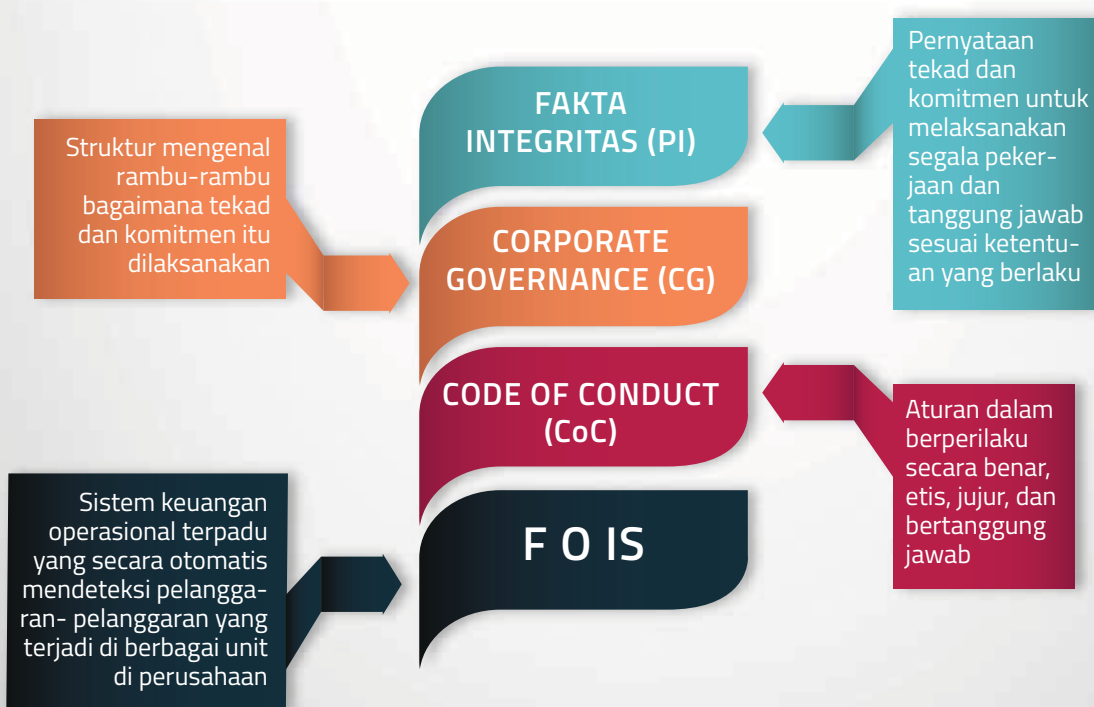 FAKTA
INTEGRITAS (PI)
Pernyataan
tekad dan
komitmen untuk
melaksanakan
segala peker-
jaan dan
tanggung jawab
sesuai ketentu-
an yang berlaku
Struktur mengenal
rambu-rambu
bagaimana tekad
dan komitmen itu
dilaksanakan
CORPORATE
GOVERNANCE (CG)
CODE OF CONDUCT
(CoC)
Aturan dalam
berperilaku
secara benar,
etis, jujur, dan
bertanggung
jawab
Sistem keuangan
operasional terpadu
yang secara otomatis
mendeteksi pelangga-
ran- pelanggaran yang
terjadi di berbagai unit
di perusahaan
F O IS